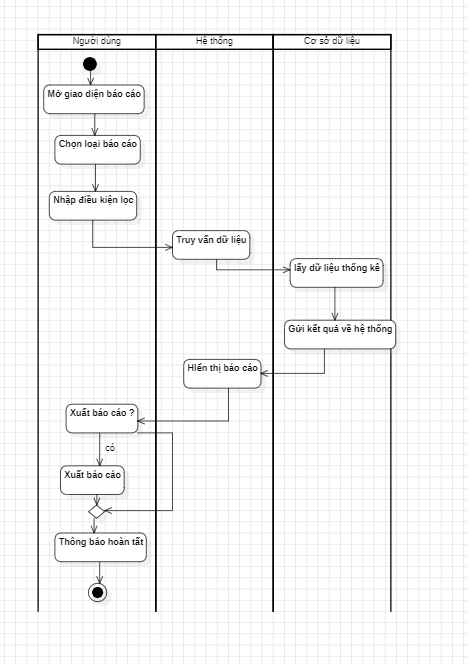 Người dùng
Hệ thống
Cơ sở dữ liệu
Mở giao diện báo cáo
Chọn loại báo cáo
Nhập điều kiện lọc
Truy vấn dữ liệu
lấy dữ liệu thống kê
Gửi kết quả về hệ thống
Hiển thị báo cáo
Xuất báo cáo ?
có
Xuất báo cáo
Thông báo hoàn tất